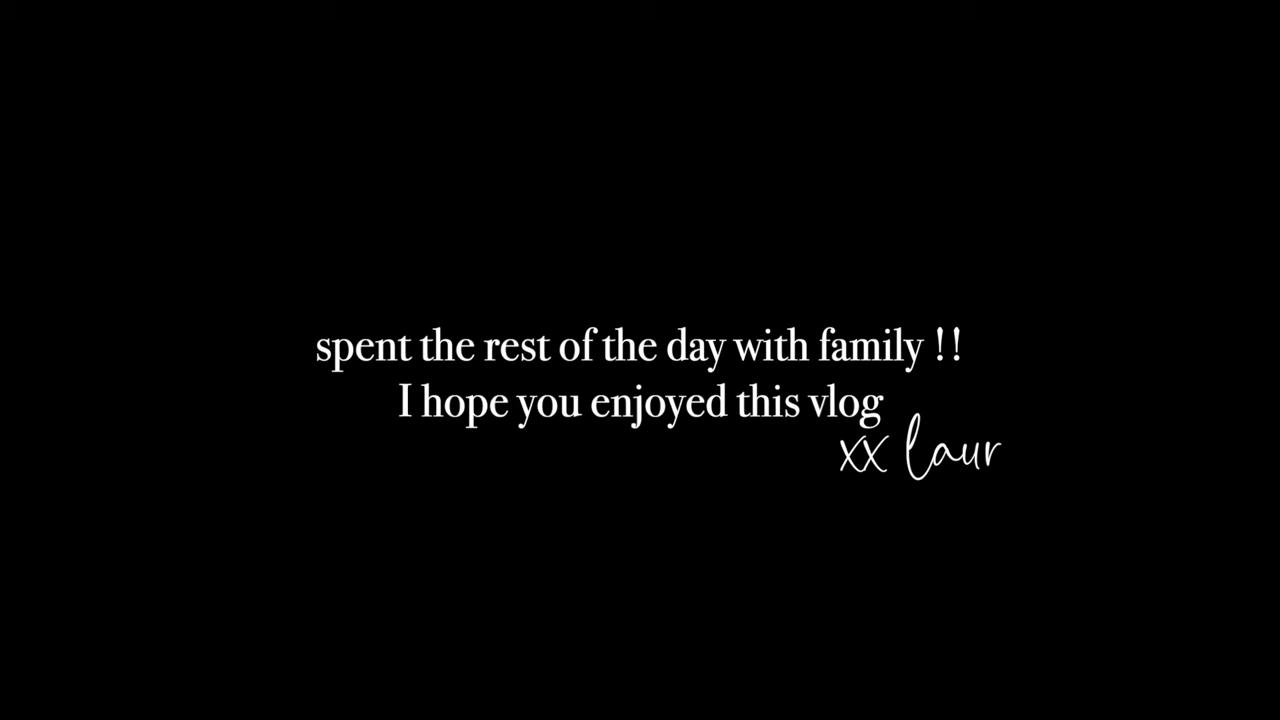 spent the rest of the day with family !!
I hope you enjoyed this vlog
xx laur